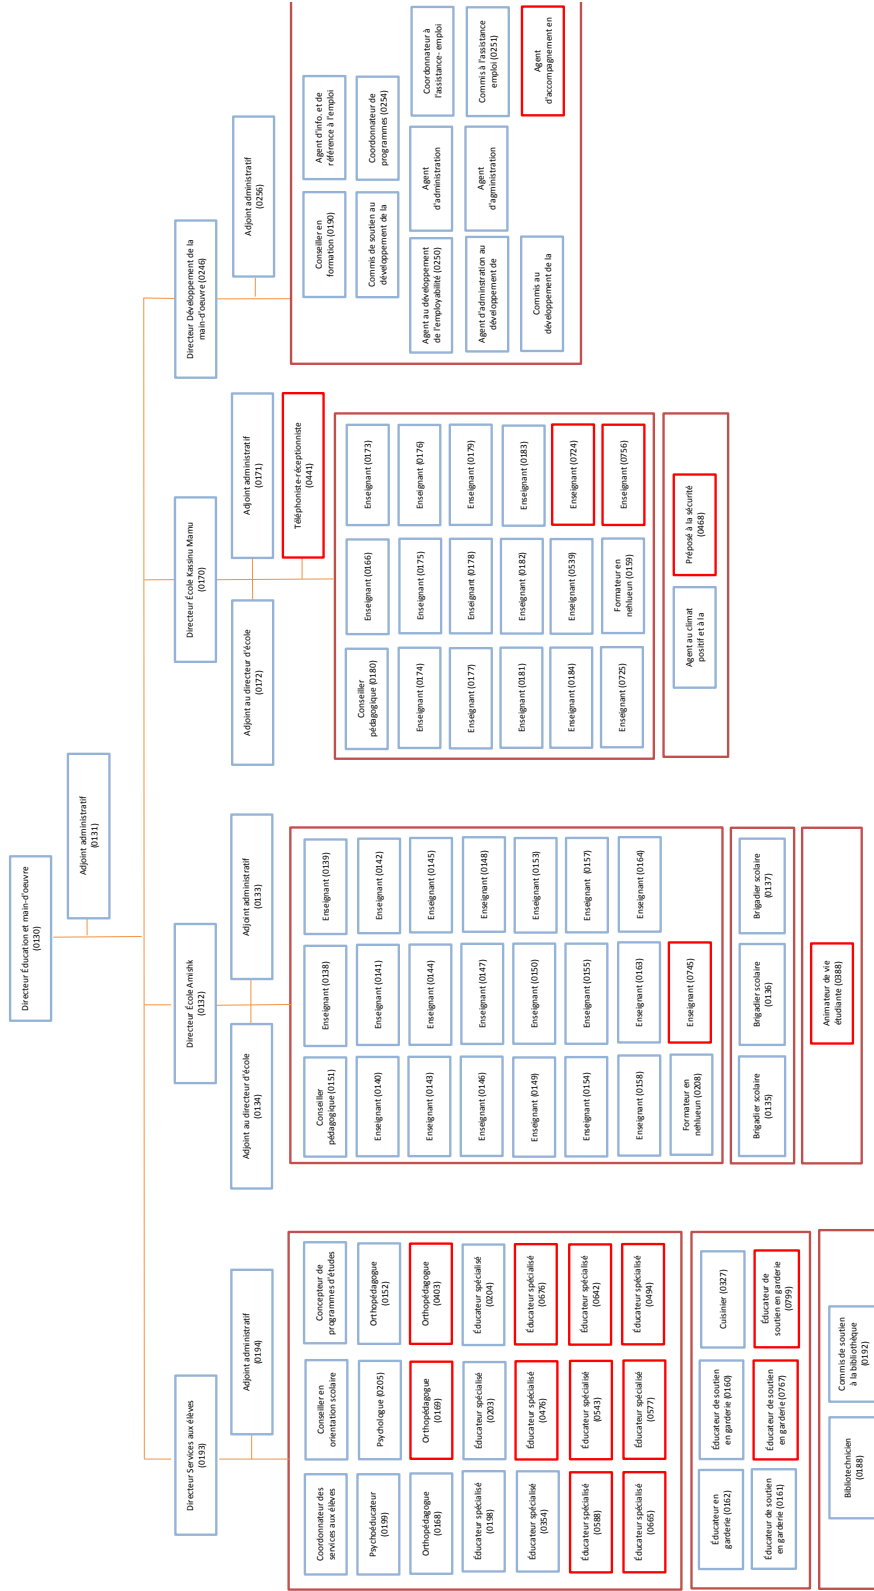 Directeur Éducation et main-d'oeuvre
(0130)
Adjoint administratif
(0131)
Directeur Services aux élèves
(0193)
Adjoint administratif
(0194)
Coordonnateur des
services aux élèves
Conseiller en
orientation scolaire
Concepteur de
programmes d'études
Psychoéducateur
(0199)
Psychologue (0205)
Orthopédagogue
(0152)
Orthopédagogue
(0168)
Orthopédagogue
(0169)
Orthopédagogue
(0403)
Éducateur spécialisé
(0198)
Éducateur spécialisé
(0203)
Éducateur spécialisé
(0204)
Éducateur spécialisé
(0354)
Éducateur spécialisé
(0476)
Éducateur spécialisé
(0676)
Éducateur spécialisé
(0588)
Éducateur spécialisé
(0543)
Éducateur spécialisé
(0642)
Éducateur spécialisé
(0665)
Éducateur spécialisé
(0577)
Éducateur spécialisé
(0494)
Éducateur en
garderie (0162)
Éducateur de soutien
en garderie (0160)
Cuisinier (0327)
Éducateur de soutien
en garderie (0161)
Éducateur de soutien
en garderie (0767)
Éducateur de
soutien en garderie
(0799)
Bibliotechnicien
(0188)
Commis de soutien
à la bibliothèque
(0192)
Directeur École Amishk
(0132)
Adjoint au directeur d'école
(0134)
Adjoint administratif
(0133)
Conseiller
pédagogique (0151)
Enseignant (0138)
Enseignant (0139)
Enseignant (0140)
Enseignant (0141)
Enseignant (0142)
Enseignant (0143)
Enseignant (0144)
Enseignant (0145)
Enseignant (0146)
Enseignant (0147)
Enseignant (0148)
Enseignant (0149)
Enseignant (0150)
Enseignant (0153)
Enseignant (0154)
Enseignant (0155)
Enseignant (0157)
Enseignant (0158)
Enseignant (0163)
Enseignant (0164)
Formateur en
nehlueun (0208)
Enseignant (0745)
Brigadier scolaire
(0135)
Brigadier scolaire
(0136)
Brigadier scolaire
(0137)
Animateur de vie
étudiante (0388)
Directeur École Kassinu Mamu
(0170)
Adjoint au directeur d'école
(0172)
Adjoint administratif
(0171)
Téléphoniste-réceptionniste
(0441)
Conseiller
pédagogique (0180)
Enseignant (0166)
Enseignant (0173)
Enseignant (0174)
Enseignant (0175)
Enseignant (0176)
Enseignant (0177)
Enseignant (0178)
Enseignant (0179)
Enseignant (0181)
Enseignant (0182)
Enseignant (0183)
Enseignant (0184)
Enseignant (0539)
Enseignant (0724)
Enseignant (0725)
Formateur en
nehlueun (0159)
Enseignant (0756)
Agent au climat
positif et à la
Préposé à la sécurité
(0468)
Directeur Développement de la
main-d'oeuvre (0246)
Adjoint administratif
(0256)
Conseiller en
formation (0190)
Agent d'info. et de
référence à l'emploi
Commis de soutien au
développement de la
Coordonnateur de
programmes (0254)
Agent au développement
de l'employabilité (0250)
Agent
d'administration
Coordonnateur à
l'assistance- emploi
Agent d'adminstration au
développement de
Agent
d'agministration
Commis à l'assistance
emploi (0251)
Commis au
développement de la
Agent
d'accompagnement en